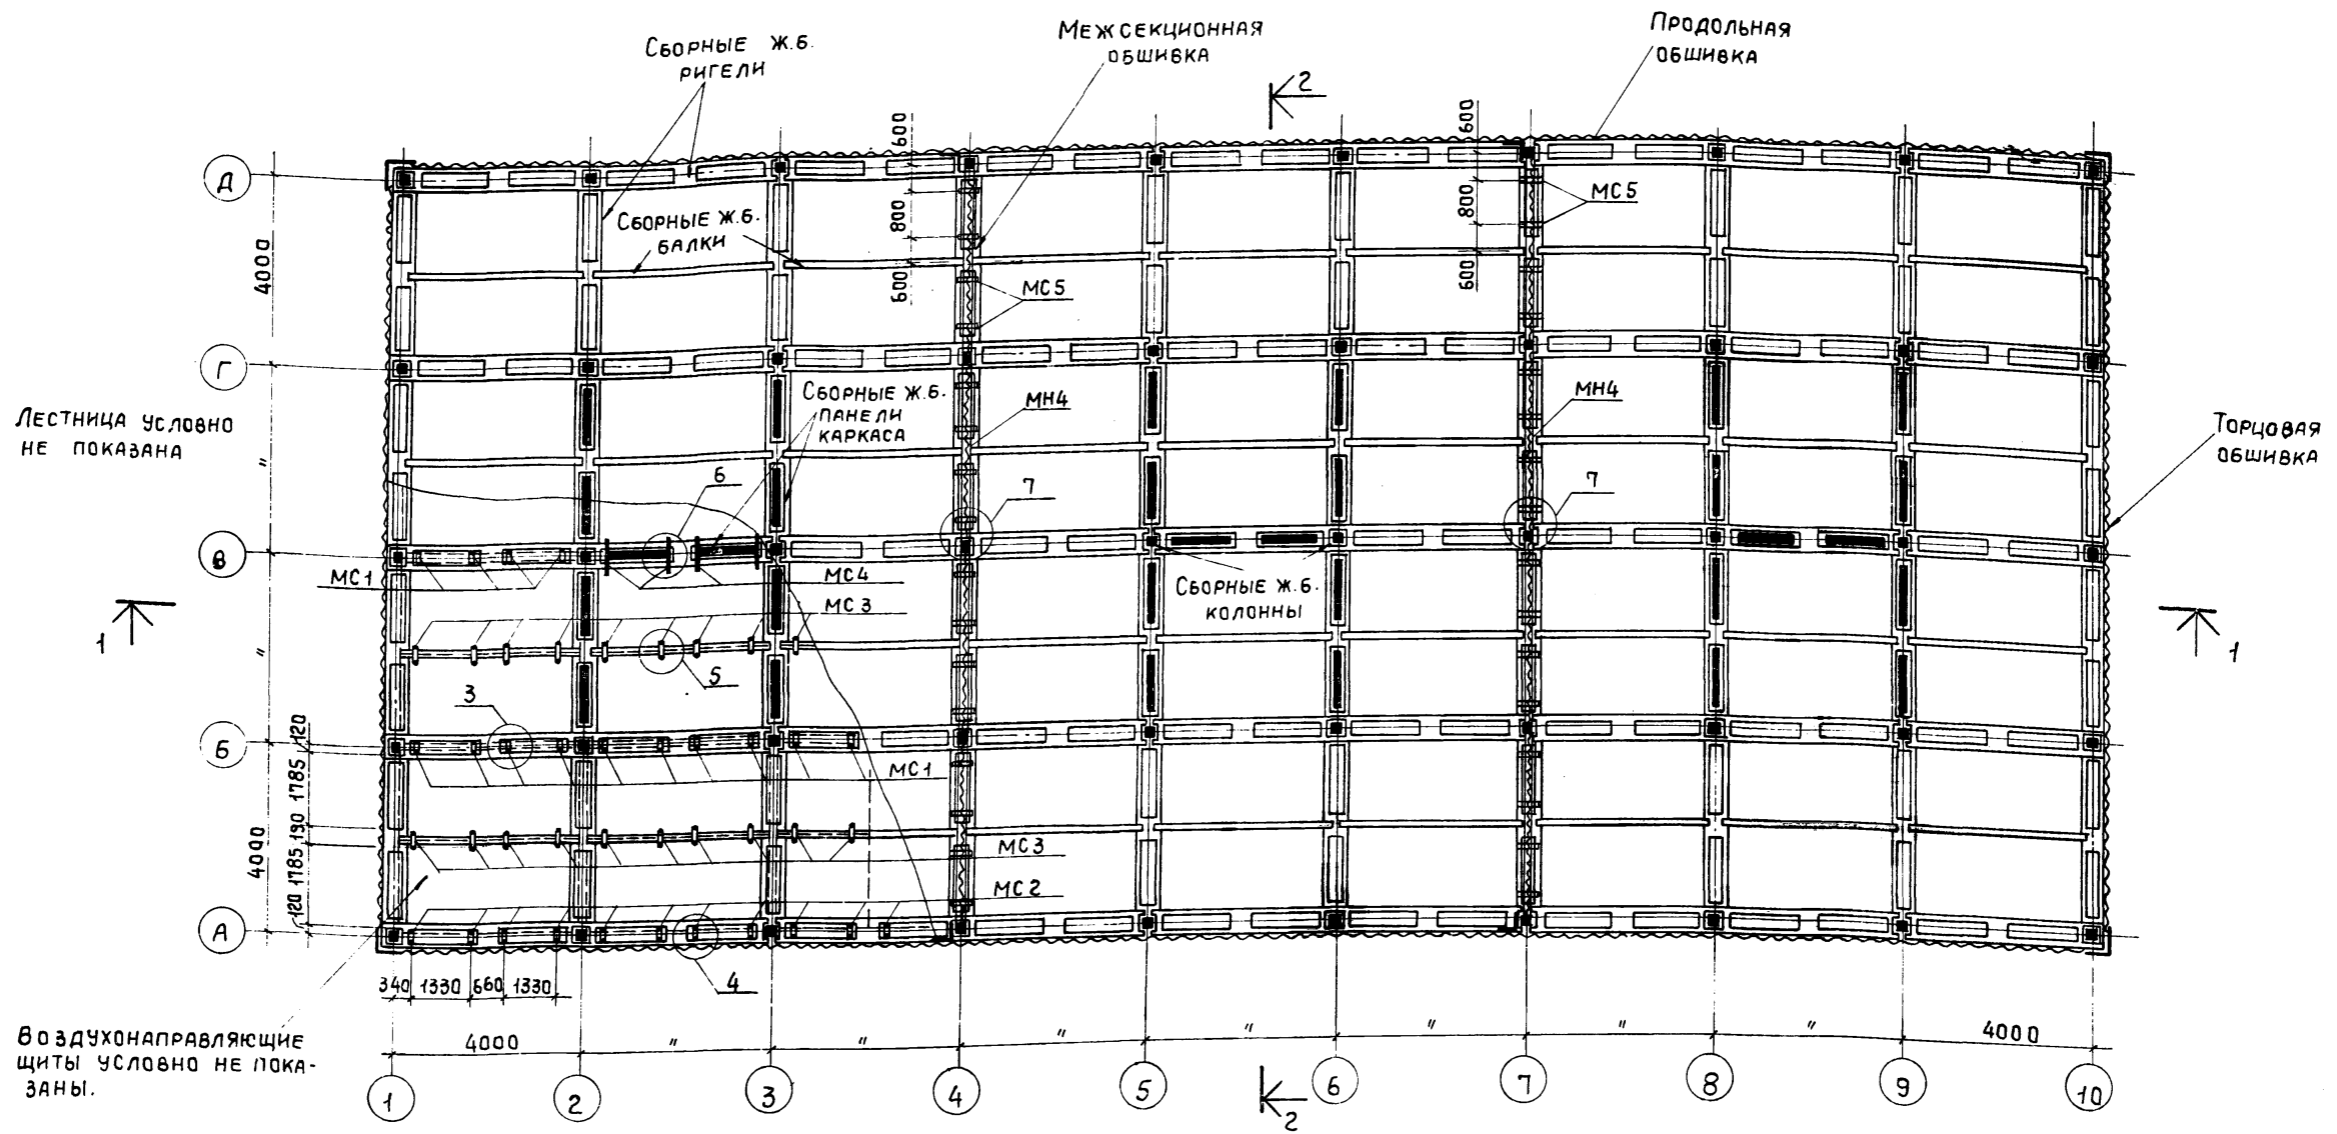 Сборные ж.б.
ригели
Межсекционная
обшивка
Продольная
обшивка
2
600
800
600
600
800
600
Д
4000
Сборные ж.б.
балки
МС5
МС5
Г
Лестница условно
не показана
"
Сборные ж.б.
панели
каркаса
МН4
МН4
Торцовая
обшивка
6
7
7
В
МС1
МС4
МС3
Сборные ж.б.
колонны
1
1
"
5
3
Б
120
1785
190
1785
120
4000
МС1
МС3
МС2
А
4
340 1330 660 1330
Воздухонаправляющие
щиты условно не пока-
заны.
4000 " " " " " " " 4000
1 2 3 4 5 6 7 8 9 10
2